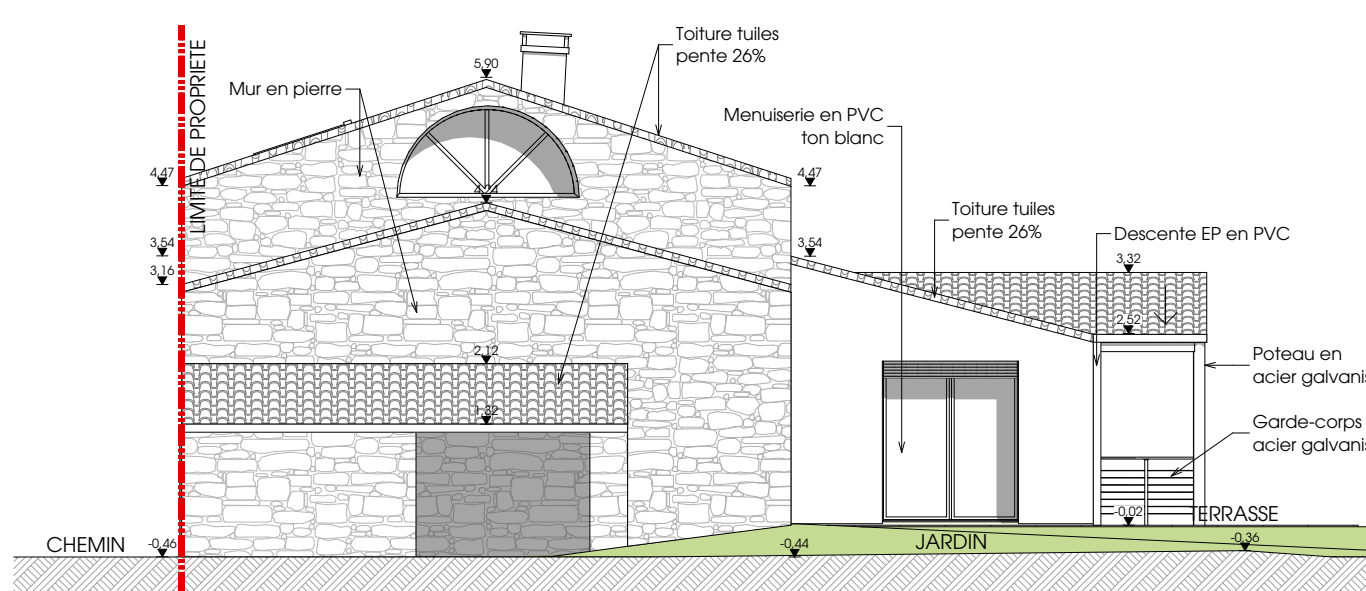 Toiture tuiles
pente 26%
5,90
Mur en pierre
LIMITE DE PROPRIETE
Menuiserie en PVC
ton blanc
4,47
4,47
Toiture tuiles
pente 26%
Descente EP en PVC
3,54
3,54
3,32
3,16
2,52
2,12
Poteau en
acier galvanis
1,32
Garde-corps
acier galvanis
-0,02
TERRASSE
CHEMIN
-0,46
-0,44
JARDIN
-0,36